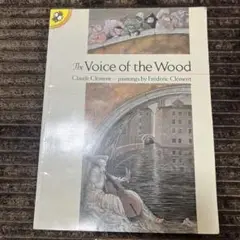 The Voice of the Wood
Claude Clément — paintings by Frédéric Clément